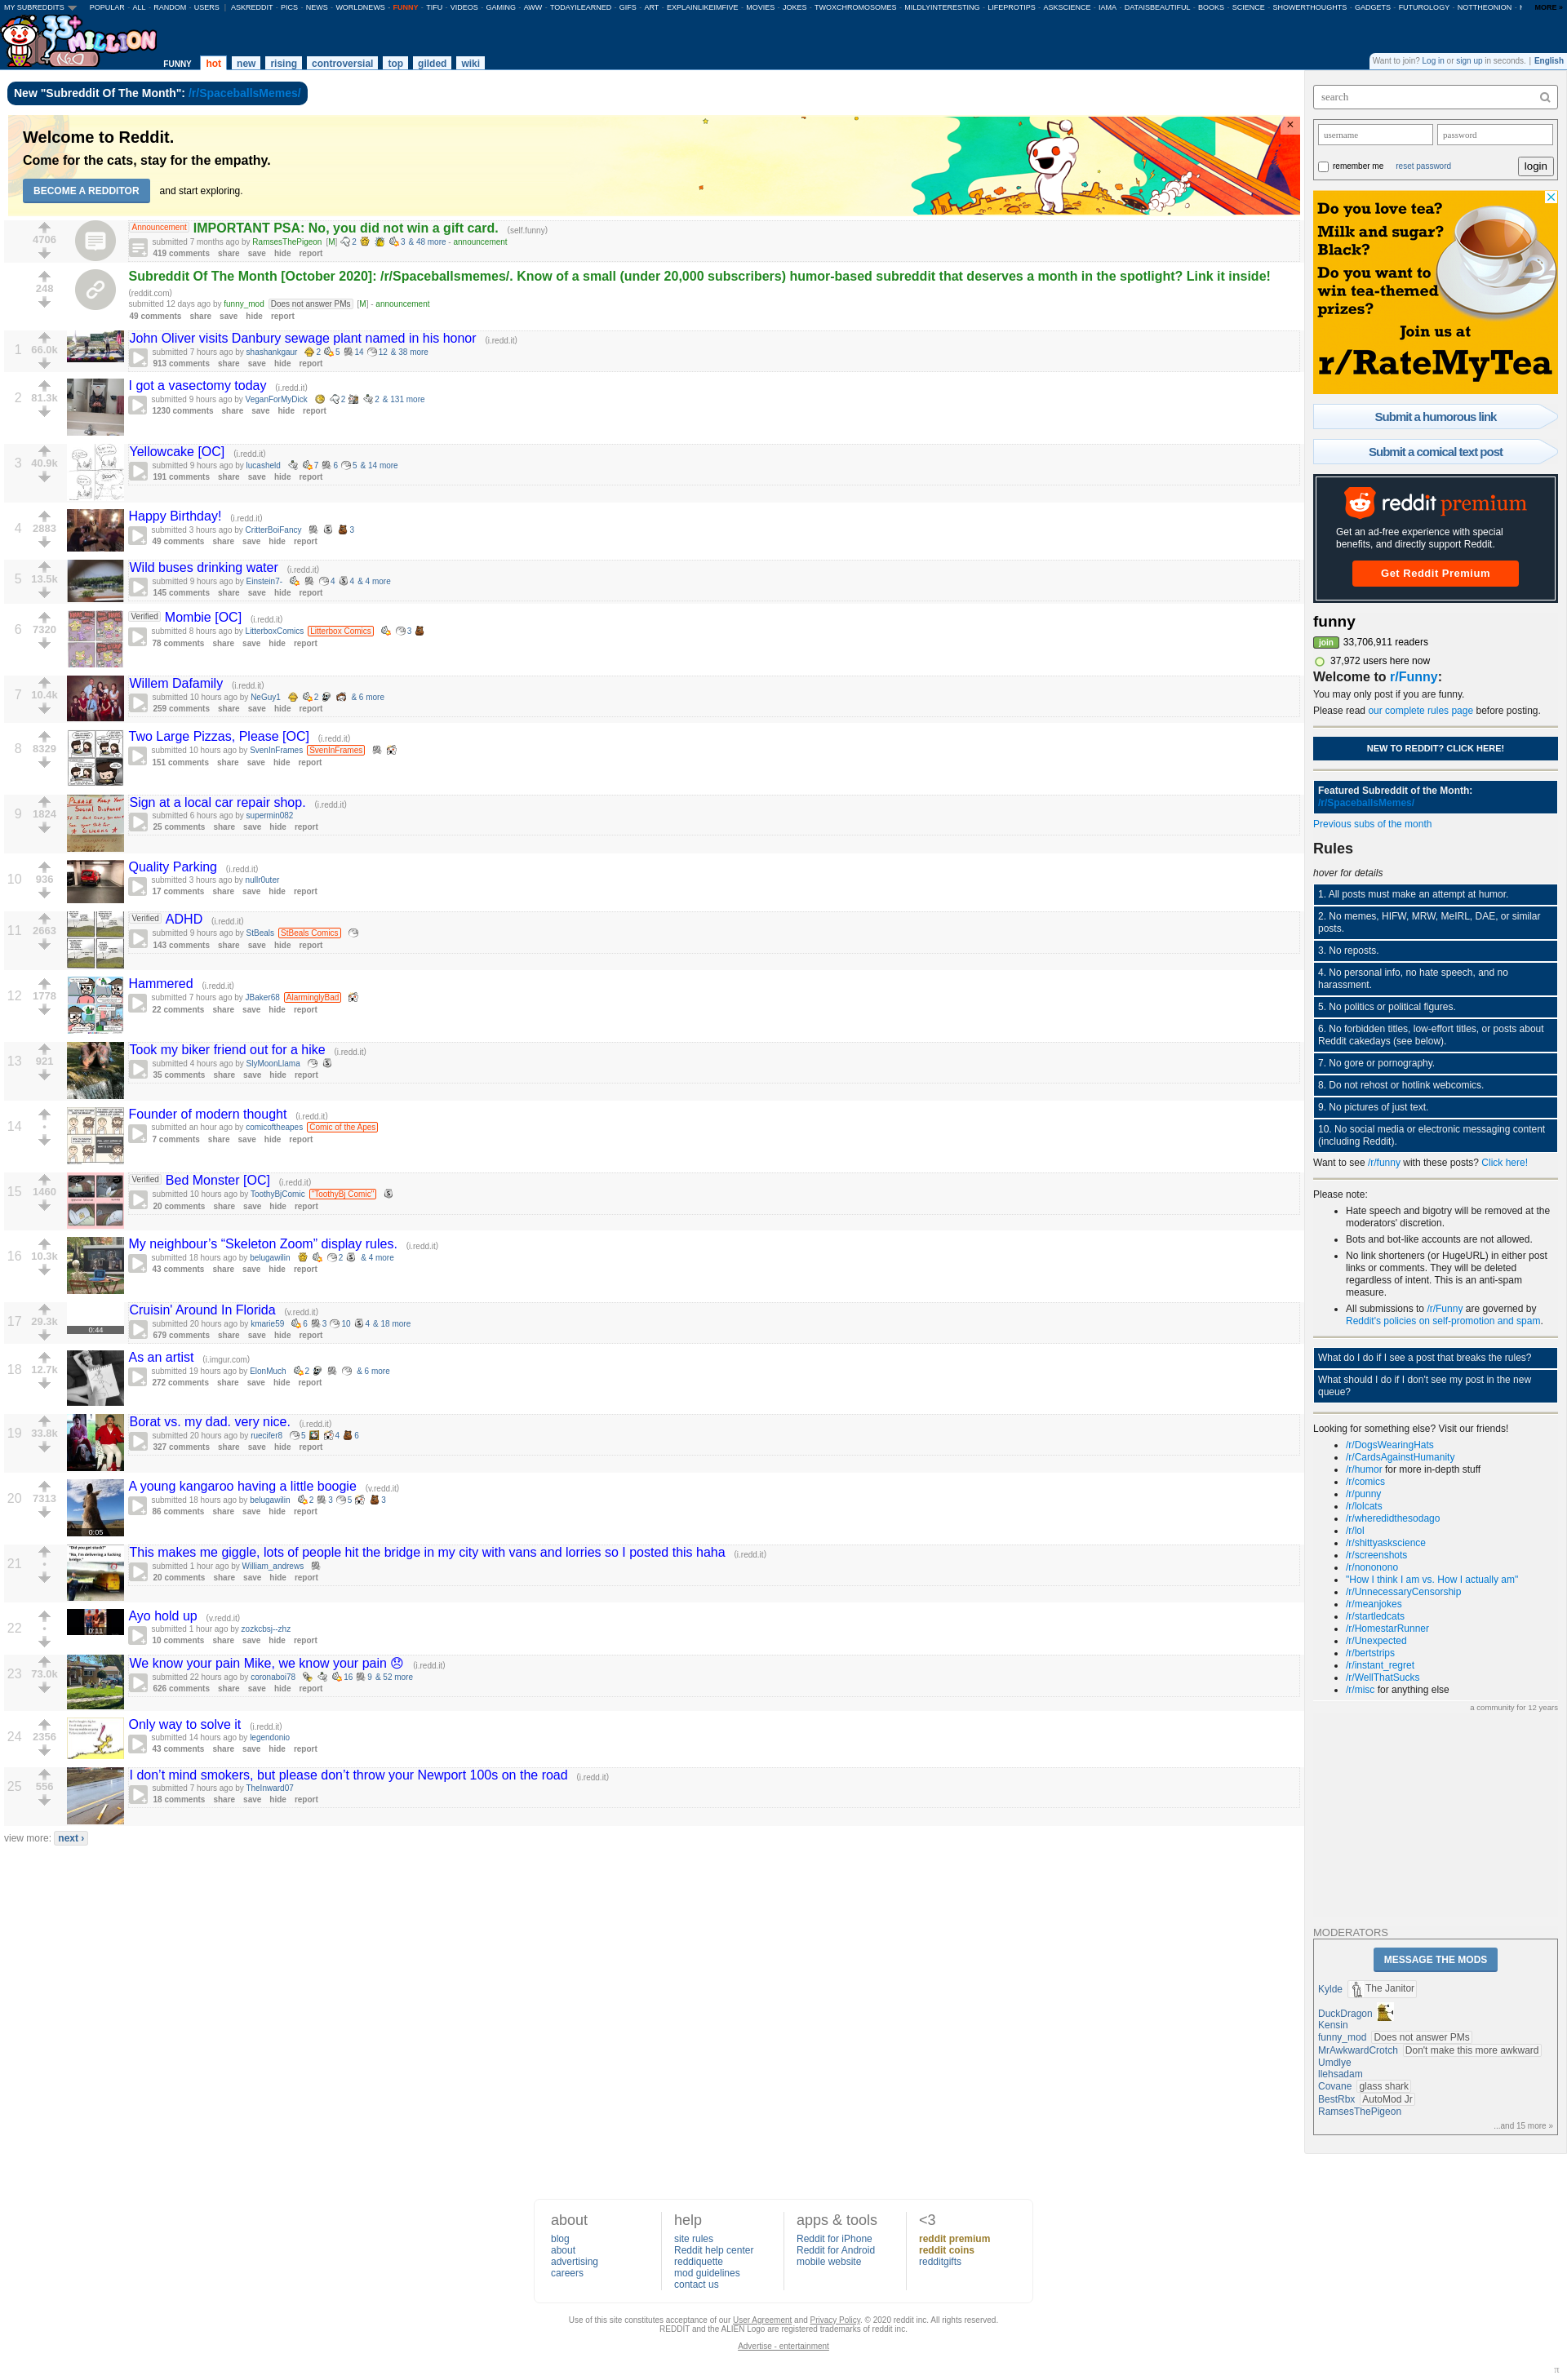 MY SUBREDDITS POPULAR - ALL - RANDOM - USERS | ASKREDDIT - PICS - NEWS - WORLDNEWS - FUNNY - TIFU - VIDEOS - GAMING - AWW - TODAYILEARNED - GIFS - ART - EXPLAINLIKEIMFIVE - MOVIES - JOKES - TWOXCHROMOSOMES - MILDLYINTERESTING - LIFEPROTIPS - ASKSCIENCE - IAMA - DATAISBEAUTIFUL - BOOKS - SCIENCE - SHOWERTHOUGHTS - GADGETS - FUTUROLOGY - NOTTHEONION - MORE »
33+ MILLION
FUNNY hot new rising controversial top gilded wiki
Want to join? Log in or sign up in seconds. | English
New "Subreddit Of The Month": /r/SpaceballsMemes/
Welcome to Reddit.
Come for the cats, stay for the empathy.
BECOME A REDDITOR and start exploring.
×
4706
Announcement IMPORTANT PSA: No, you did not win a gift card. (self.funny)
submitted 7 months ago by RamsesThePigeon [M] 2 3 & 48 more - announcement
419 comments share save hide report
248
Subreddit Of The Month [October 2020]: /r/Spaceballsmemes/. Know of a small (under 20,000 subscribers) humor-based subreddit that deserves a month in the spotlight? Link it inside!
(reddit.com)
submitted 12 days ago by funny_mod Does not answer PMs [M] - announcement
49 comments share save hide report
1 66.0k
John Oliver visits Danbury sewage plant named in his honor (i.redd.it)
submitted 7 hours ago by shashankgaur 2 5 14 12 & 38 more
913 comments share save hide report
2 81.3k
I got a vasectomy today (i.redd.it)
submitted 9 hours ago by VeganForMyDick 2 2 & 131 more
1230 comments share save hide report
3 40.9k
Yellowcake [OC] (i.redd.it)
submitted 9 hours ago by lucasheld 7 6 5 & 14 more
191 comments share save hide report
4 2883
Happy Birthday! (i.redd.it)
submitted 3 hours ago by CritterBoiFancy 3
49 comments share save hide report
5 13.5k
Wild buses drinking water (i.redd.it)
submitted 9 hours ago by Einstein7- 4 4 & 4 more
145 comments share save hide report
6 7320
Verified Mombie [OC] (i.redd.it)
submitted 8 hours ago by LitterboxComics Litterbox Comics 3
78 comments share save hide report
7 10.4k
Willem Dafamily (i.redd.it)
submitted 10 hours ago by NeGuy1 2 & 6 more
259 comments share save hide report
8 8329
Two Large Pizzas, Please [OC] (i.redd.it)
submitted 10 hours ago by SvenInFrames SvenInFrames
151 comments share save hide report
9 1824
Sign at a local car repair shop. (i.redd.it)
submitted 6 hours ago by supermin082
25 comments share save hide report
10 936
Quality Parking (i.redd.it)
submitted 3 hours ago by nullr0uter
17 comments share save hide report
11 2663
Verified ADHD (i.redd.it)
submitted 9 hours ago by StBeals StBeals Comics
143 comments share save hide report
12 1778
Hammered (i.redd.it)
submitted 7 hours ago by JBaker68 AlarminglyBad
22 comments share save hide report
13 921
Took my biker friend out for a hike (i.redd.it)
submitted 4 hours ago by SlyMoonLlama
35 comments share save hide report
14 •
Founder of modern thought (i.redd.it)
submitted an hour ago by comicoftheapes Comic of the Apes
7 comments share save hide report
15 1460
Verified Bed Monster [OC] (i.redd.it)
submitted 10 hours ago by ToothyBjComic "ToothyBj Comic"
20 comments share save hide report
16 10.3k
My neighbour’s “Skeleton Zoom” display rules. (i.redd.it)
submitted 18 hours ago by belugawilin 2 & 4 more
43 comments share save hide report
17 29.3k
0:44
Cruisin' Around In Florida (v.redd.it)
submitted 20 hours ago by kmarie59 6 3 10 4 & 18 more
679 comments share save hide report
18 12.7k
As an artist (i.imgur.com)
submitted 19 hours ago by ElonMuch 2 & 6 more
272 comments share save hide report
19 33.8k
Borat vs. my dad. very nice. (i.redd.it)
submitted 20 hours ago by ruecifer8 5 4 6
327 comments share save hide report
20 7313
0:05
A young kangaroo having a little boogie (v.redd.it)
submitted 18 hours ago by belugawilin 2 3 5 3
86 comments share save hide report
21 •
This makes me giggle, lots of people hit the bridge in my city with vans and lorries so I posted this haha (i.redd.it)
submitted 1 hour ago by William_andrews
20 comments share save hide report
22 •
0:11
Ayo hold up (v.redd.it)
submitted 1 hour ago by zozkcbsj--zhz
10 comments share save hide report
23 73.0k
We know your pain Mike, we know your pain 😞 (i.redd.it)
submitted 22 hours ago by coronaboi78 16 9 & 52 more
626 comments share save hide report
24 2356
Only way to solve it (i.redd.it)
submitted 14 hours ago by legendonio
43 comments share save hide report
25 556
I don’t mind smokers, but please don’t throw your Newport 100s on the road (i.redd.it)
submitted 7 hours ago by TheInward07
18 comments share save hide report
view more: next ›
search
username password
remember me reset password login
Do you love tea?
Milk and sugar?
Black?
Do you want to
win tea-themed
prizes?
Join us at
r/RateMyTea
Submit a humorous link
Submit a comical text post
reddit premium
Get an ad-free experience with special
benefits, and directly support Reddit.
Get Reddit Premium
funny
join 33,706,911 readers
37,972 users here now
Welcome to r/Funny:
You may only post if you are funny.
Please read our complete rules page before posting.
NEW TO REDDIT? CLICK HERE!
Featured Subreddit of the Month:
/r/SpaceballsMemes/
Previous subs of the month
Rules
hover for details
1. All posts must make an attempt at humor.
2. No memes, HIFW, MRW, MeIRL, DAE, or similar
posts.
3. No reposts.
4. No personal info, no hate speech, and no
harassment.
5. No politics or political figures.
6. No forbidden titles, low-effort titles, or posts about
Reddit cakedays (see below).
7. No gore or pornography.
8. Do not rehost or hotlink webcomics.
9. No pictures of just text.
10. No social media or electronic messaging content
(including Reddit).
Want to see /r/funny with these posts? Click here!
Please note:
• Hate speech and bigotry will be removed at the
moderators' discretion.
• Bots and bot-like accounts are not allowed.
• No link shorteners (or HugeURL) in either post
links or comments. They will be deleted
regardless of intent. This is an anti-spam
measure.
• All submissions to /r/Funny are governed by
Reddit's policies on self-promotion and spam.
What do I do if I see a post that breaks the rules?
What should I do if I don't see my post in the new
queue?
Looking for something else? Visit our friends!
• /r/DogsWearingHats
• /r/CardsAgainstHumanity
• /r/humor for more in-depth stuff
• /r/comics
• /r/punny
• /r/lolcats
• /r/wheredidthesodago
• /r/lol
• /r/shittyaskscience
• /r/screenshots
• /r/nononono
• "How I think I am vs. How I actually am"
• /r/UnnecessaryCensorship
• /r/meanjokes
• /r/startledcats
• /r/HomestarRunner
• /r/Unexpected
• /r/bertstrips
• /r/instant_regret
• /r/WellThatSucks
• /r/misc for anything else
a community for 12 years
MODERATORS
MESSAGE THE MODS
Kylde The Janitor
DuckDragon
Kensin
funny_mod Does not answer PMs
MrAwkwardCrotch Don't make this more awkward
Umdlye
llehsadam
Covane glass shark
BestRbx AutoMod Jr
RamsesThePigeon
...and 15 more »
about
blog
about
advertising
careers
help
site rules
Reddit help center
reddiquette
mod guidelines
contact us
apps & tools
Reddit for iPhone
Reddit for Android
mobile website
<3
reddit premium
reddit coins
redditgifts
Use of this site constitutes acceptance of our User Agreement and Privacy Policy. © 2020 reddit inc. All rights reserved.
REDDIT and the ALIEN Logo are registered trademarks of reddit inc.
Advertise - entertainment
π